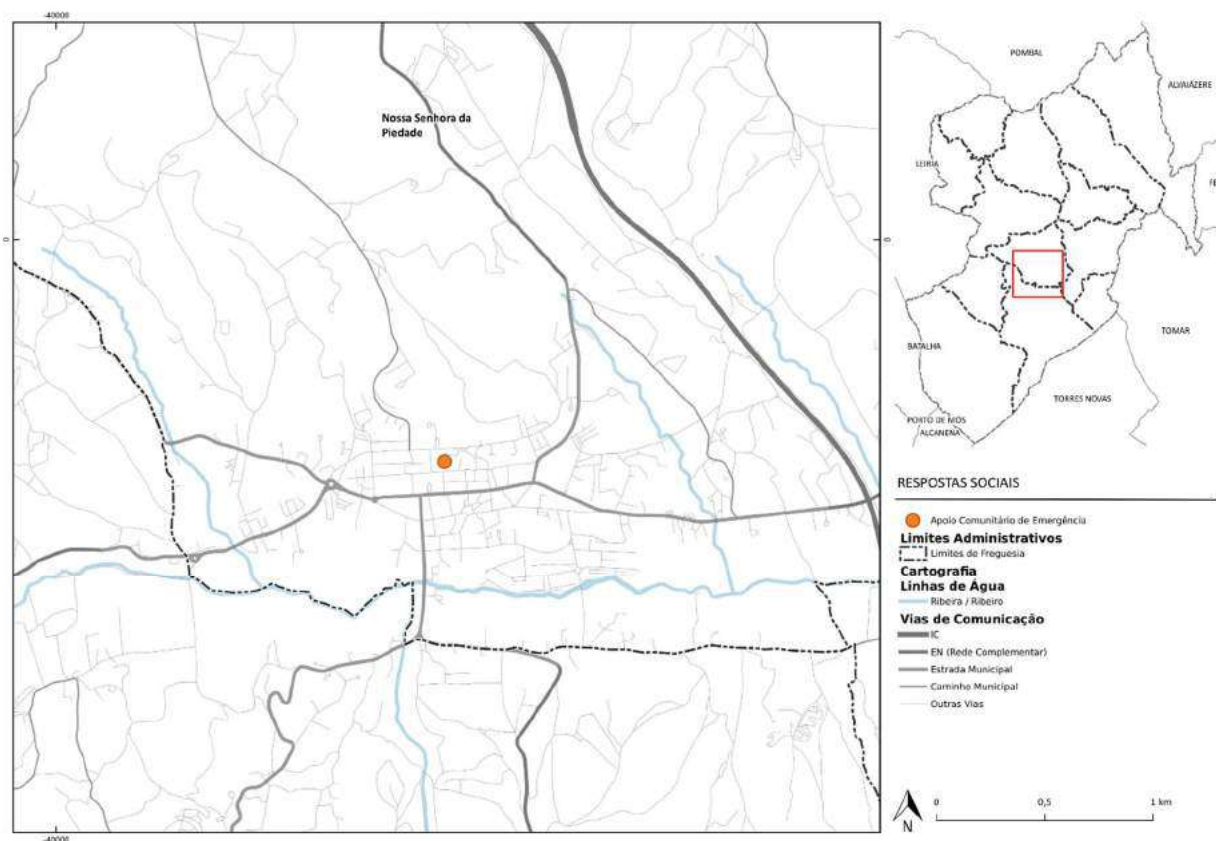 -40000
Nossa Senhora da
Piedade
0
0
-40000
POMBAL
ALVAIÁZERE
LEIRIA
FE
TOMAR
BATALHA
TORRES NOVAS
PORTO DE MÓS
ALCANENA
RESPOSTAS SOCIAIS
Apoio Comunitário de Emergência
Limites Administrativos
Limites de Freguesia
Cartografia
Linhas de Água
Ribeira / Ribeiro
Vias de Comunicação
IC
EN (Rede Complementar)
Estrada Municipal
Caminho Municipal
Outras Vias
N
0
0,5
1 km